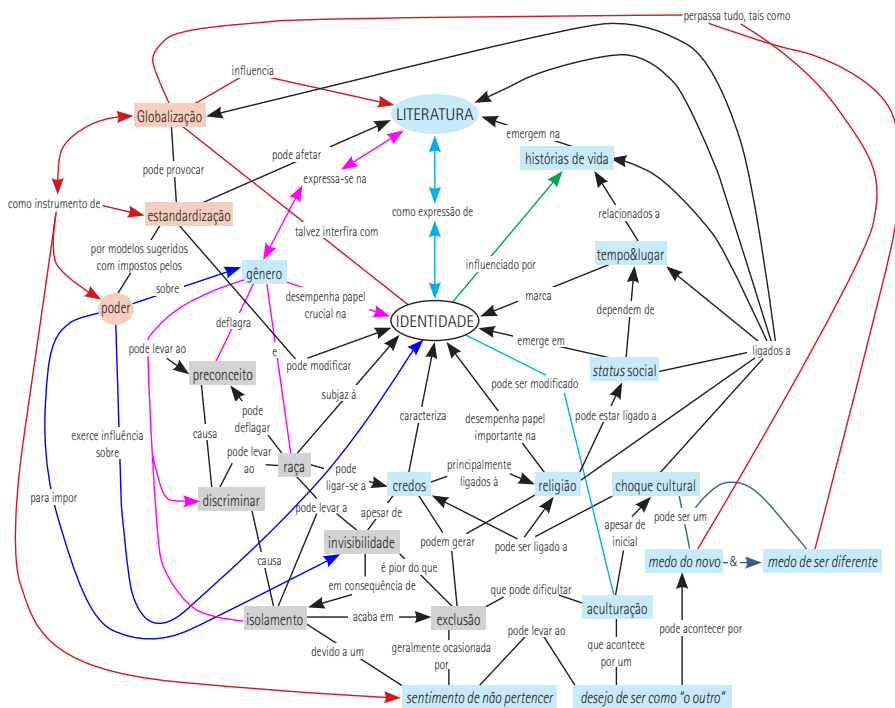 perpassa tudo, tais como
influencia
Globalização
LITERATURA
emergem na
histórias de vida
pode afetar
pode provocar
expressa-se na
como instrumento de
estandardização
como expressão de
relacionados a
talvez interfira com
por modelos sugeridos
com impostos pelos
tempo&lugar
gênero
influenciado por
sobre
desempenha papel
crucial na
marca
poder
deflagra
IDENTIDADE
dependem de
e
emerge em
ligados a
pode levar ao
pode modificar
pode ser modificado
status social
preconceito
subjaz à
pode
deflagar
caracteriza
desempenha papel
importante na
pode estar ligado a
exerce influência
sobre
causa
pode levar
ao
raça
pode
ligar-se a
principalmente
ligados à
credos
religião
choque cultural
para impor
discriminar
pode levar a
apesar de
pode ser um
invisibilidade
podem gerar
pode ser ligado a
apesar de
inicial
causa
é pior do que
medo do novo
&
medo de ser diferente
em consequência de
que pode dificultar
isolamento
acaba em
exclusão
aculturação
devido a um
geralmente ocasionada
por
pode levar ao
que acontece
por um
pode acontecer por
sentimento de não pertencer
desejo de ser como "o outro"